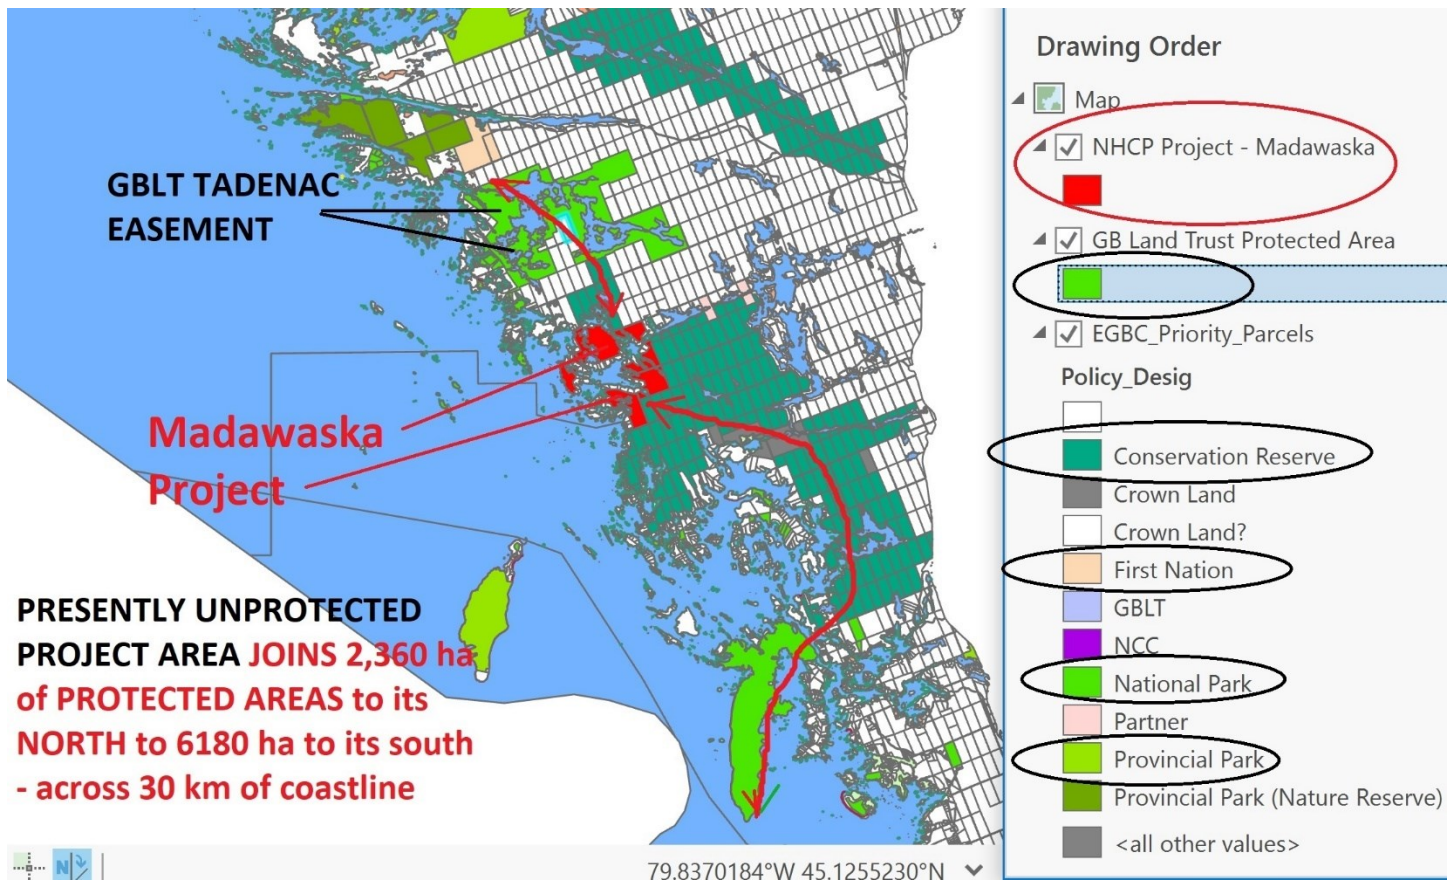 GBLT TADENAC
EASEMENT
Madawaska
Project
PRESENTLY UNPROTECTED
PROJECT AREA JOINS 2,360 ha
of PROTECTED AREAS to its
NORTH to 6180 ha to its south
- across 30 km of coastline
N
79.8370184°W 45.1255230°N
Drawing Order
Map
NHCP Project - Madawaska
GB Land Trust Protected Area
EGBC_Priority_Parcels
Policy_Desig
Conservation Reserve
Crown Land
Crown Land?
First Nation
GBLT
NCC
National Park
Partner
Provincial Park
Provincial Park (Nature Reserve)
<all other values>